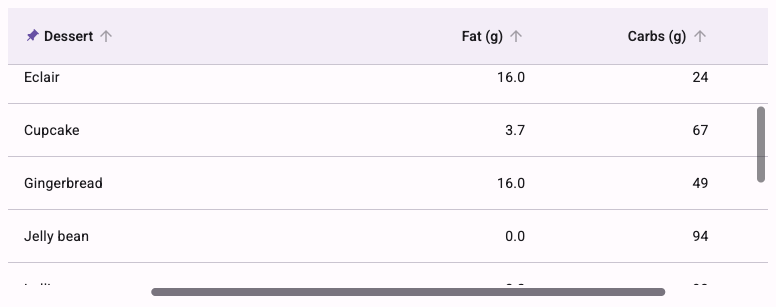 Dessert Fat (g) Carbs (g)
Eclair 16.0 24
Cupcake 3.7 67
Gingerbread 16.0 49
Jelly bean 0.0 94